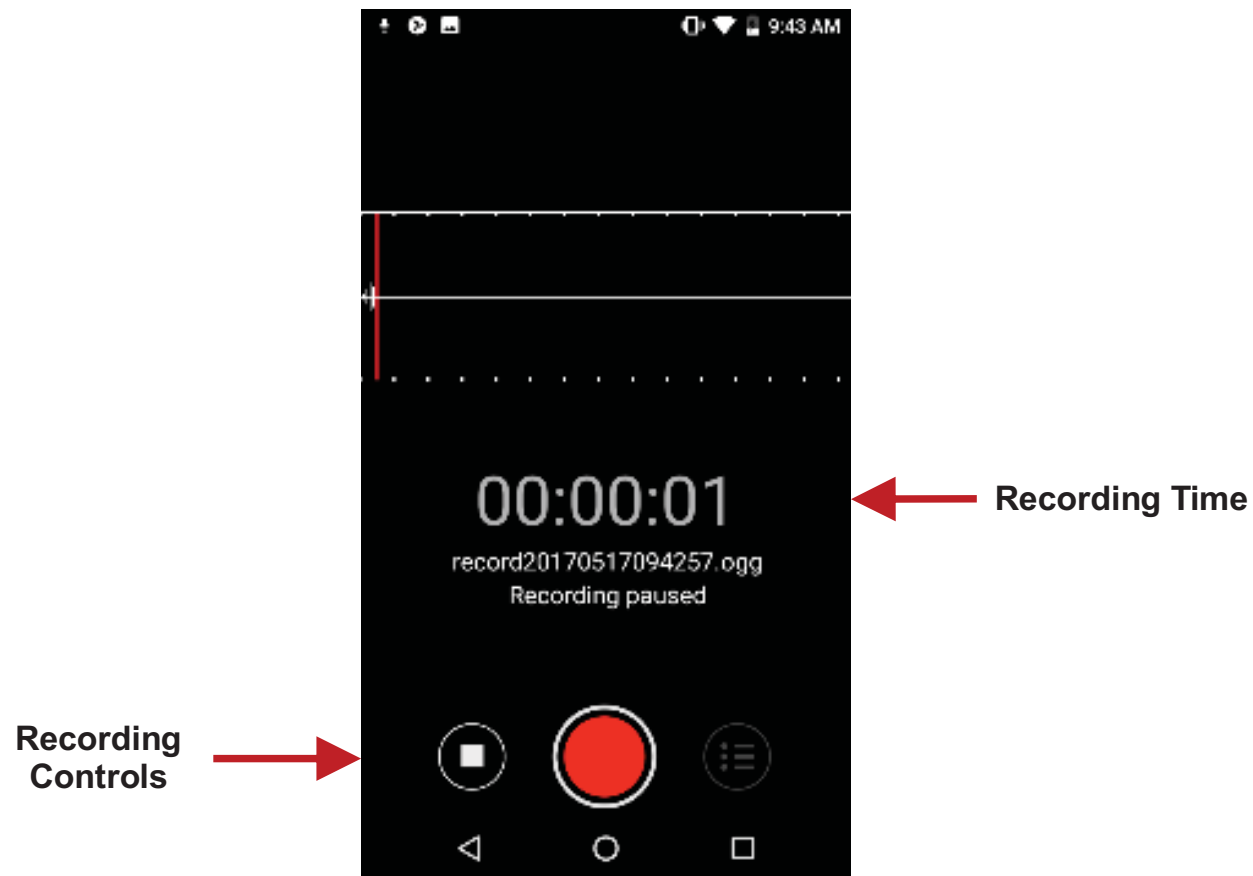 9:43 AM
00:00:01
Recording Time
record20170517094257.ogg
Recording paused
Recording
Controls